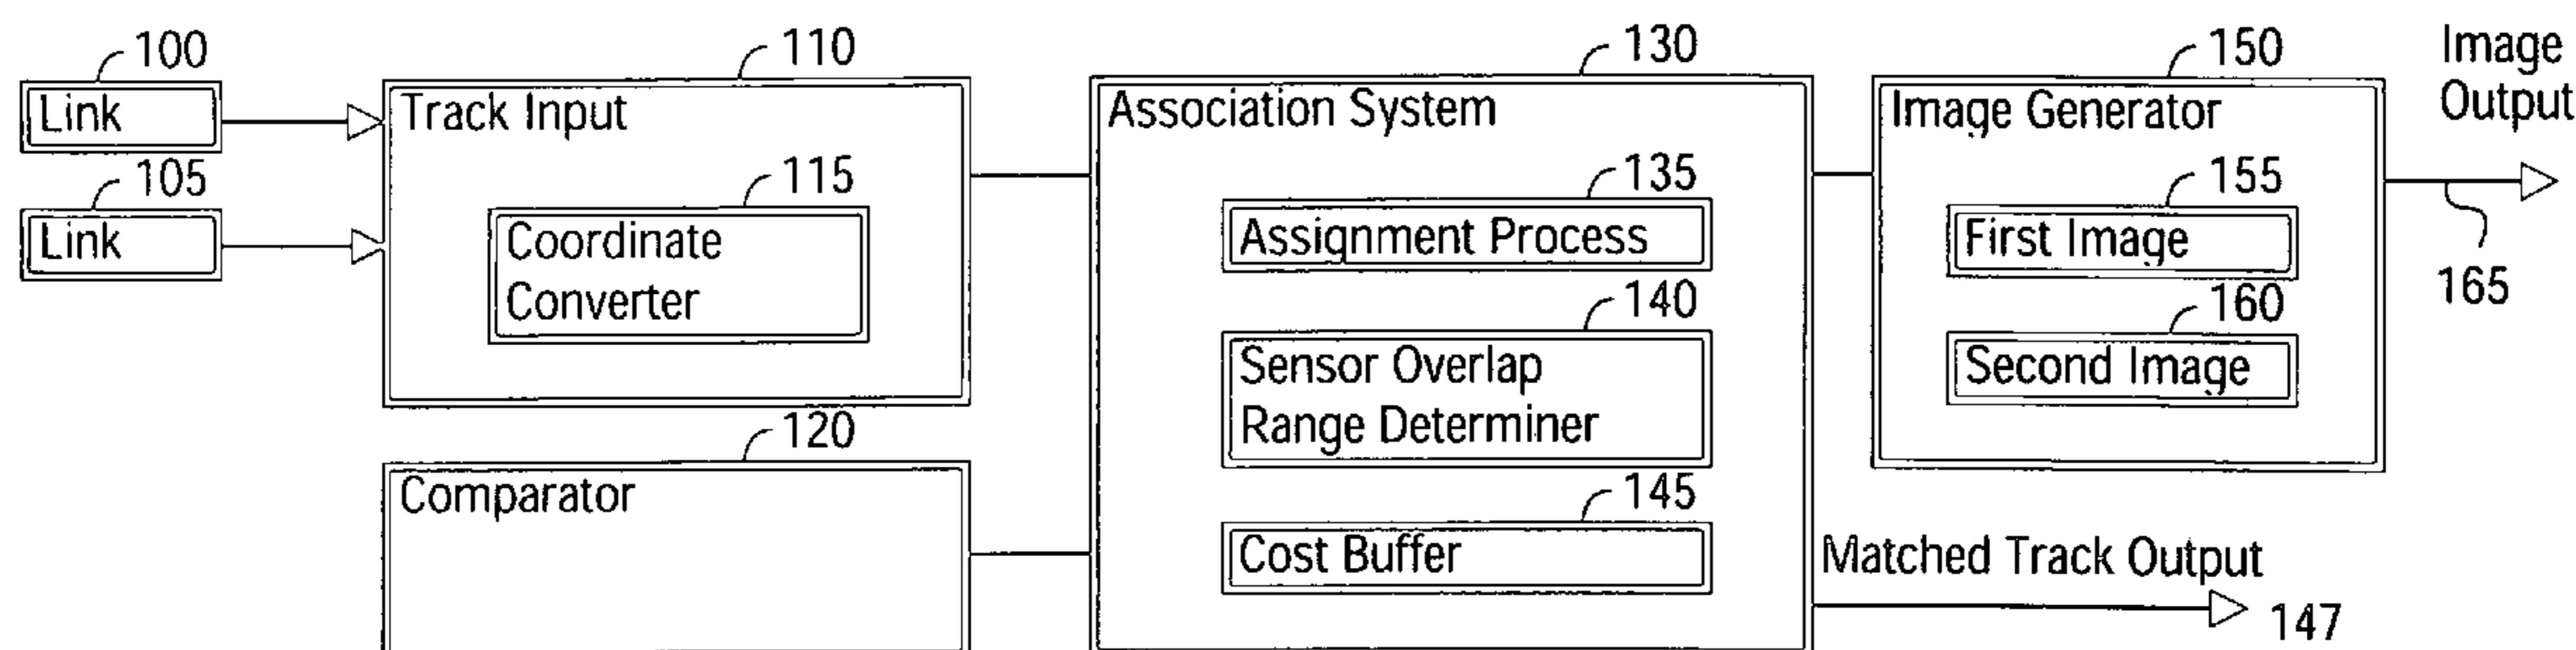 100
Link
105
Link
110
Track Input
115
Coordinate
Converter
120
Comparator
130
Association System
135
Assignment Process
140
Sensor Overlap
Range Determiner
145
Cost Buffer
150
Image Generator
155
First Image
160
Second Image
Image
Output
165
Matched Track Output
147